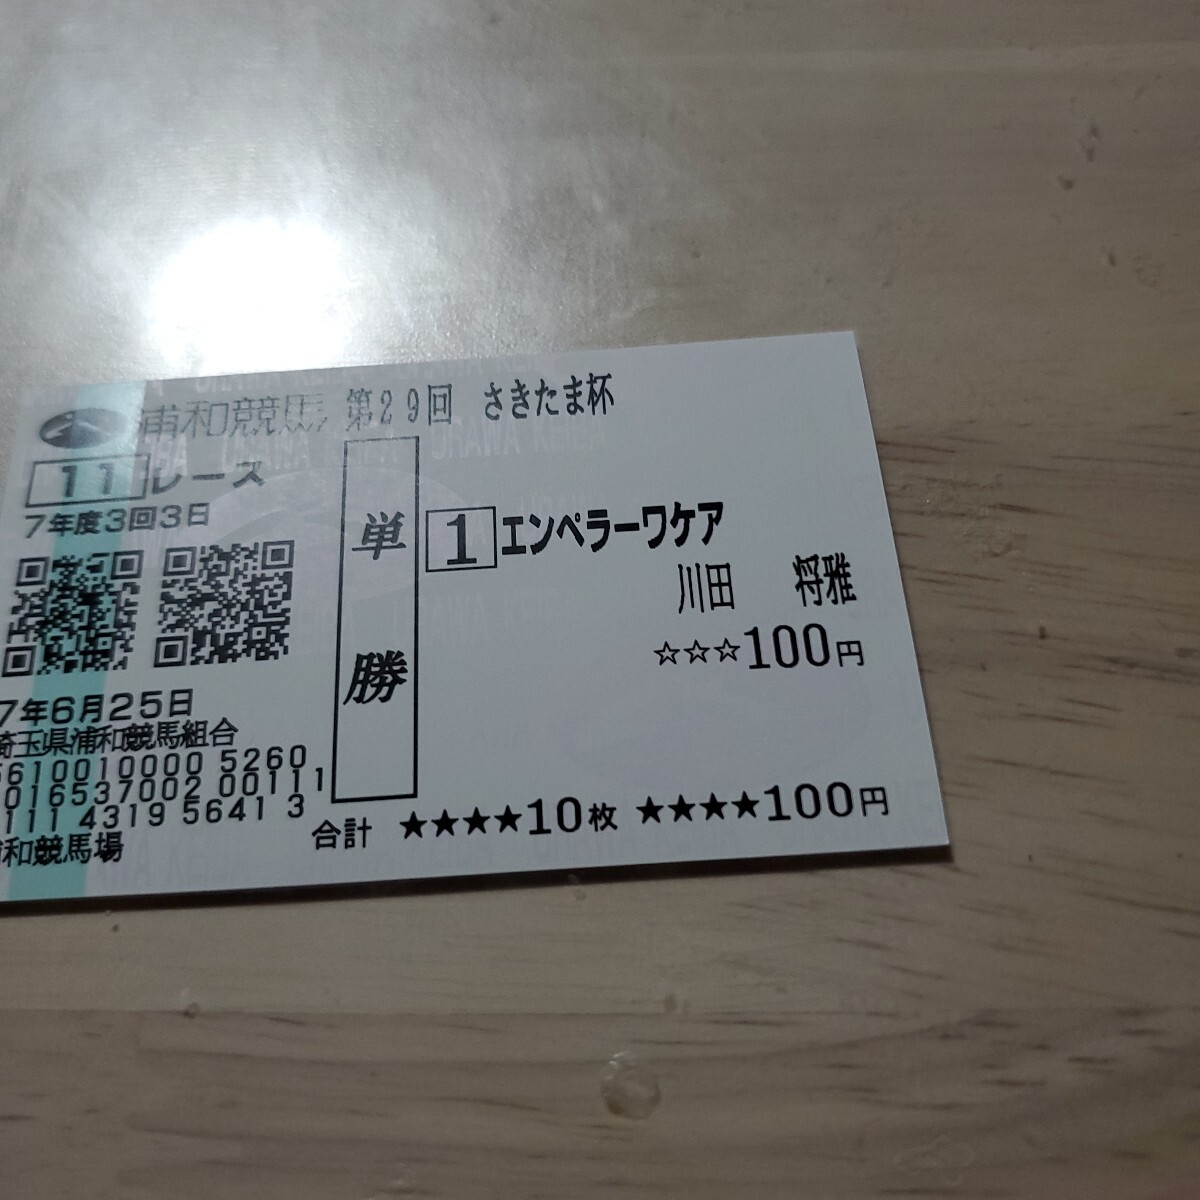 浦和競馬 第29回 さきたま杯
11 レース
7年度3回3日
単勝
1 エンペラーワケア
川田 将雅
☆☆☆100円
7年6月25日
埼玉県浦和競馬組合
5260
00111
4319 5641 3
合計 ★★★★10枚 ★★★★100円
和競馬場